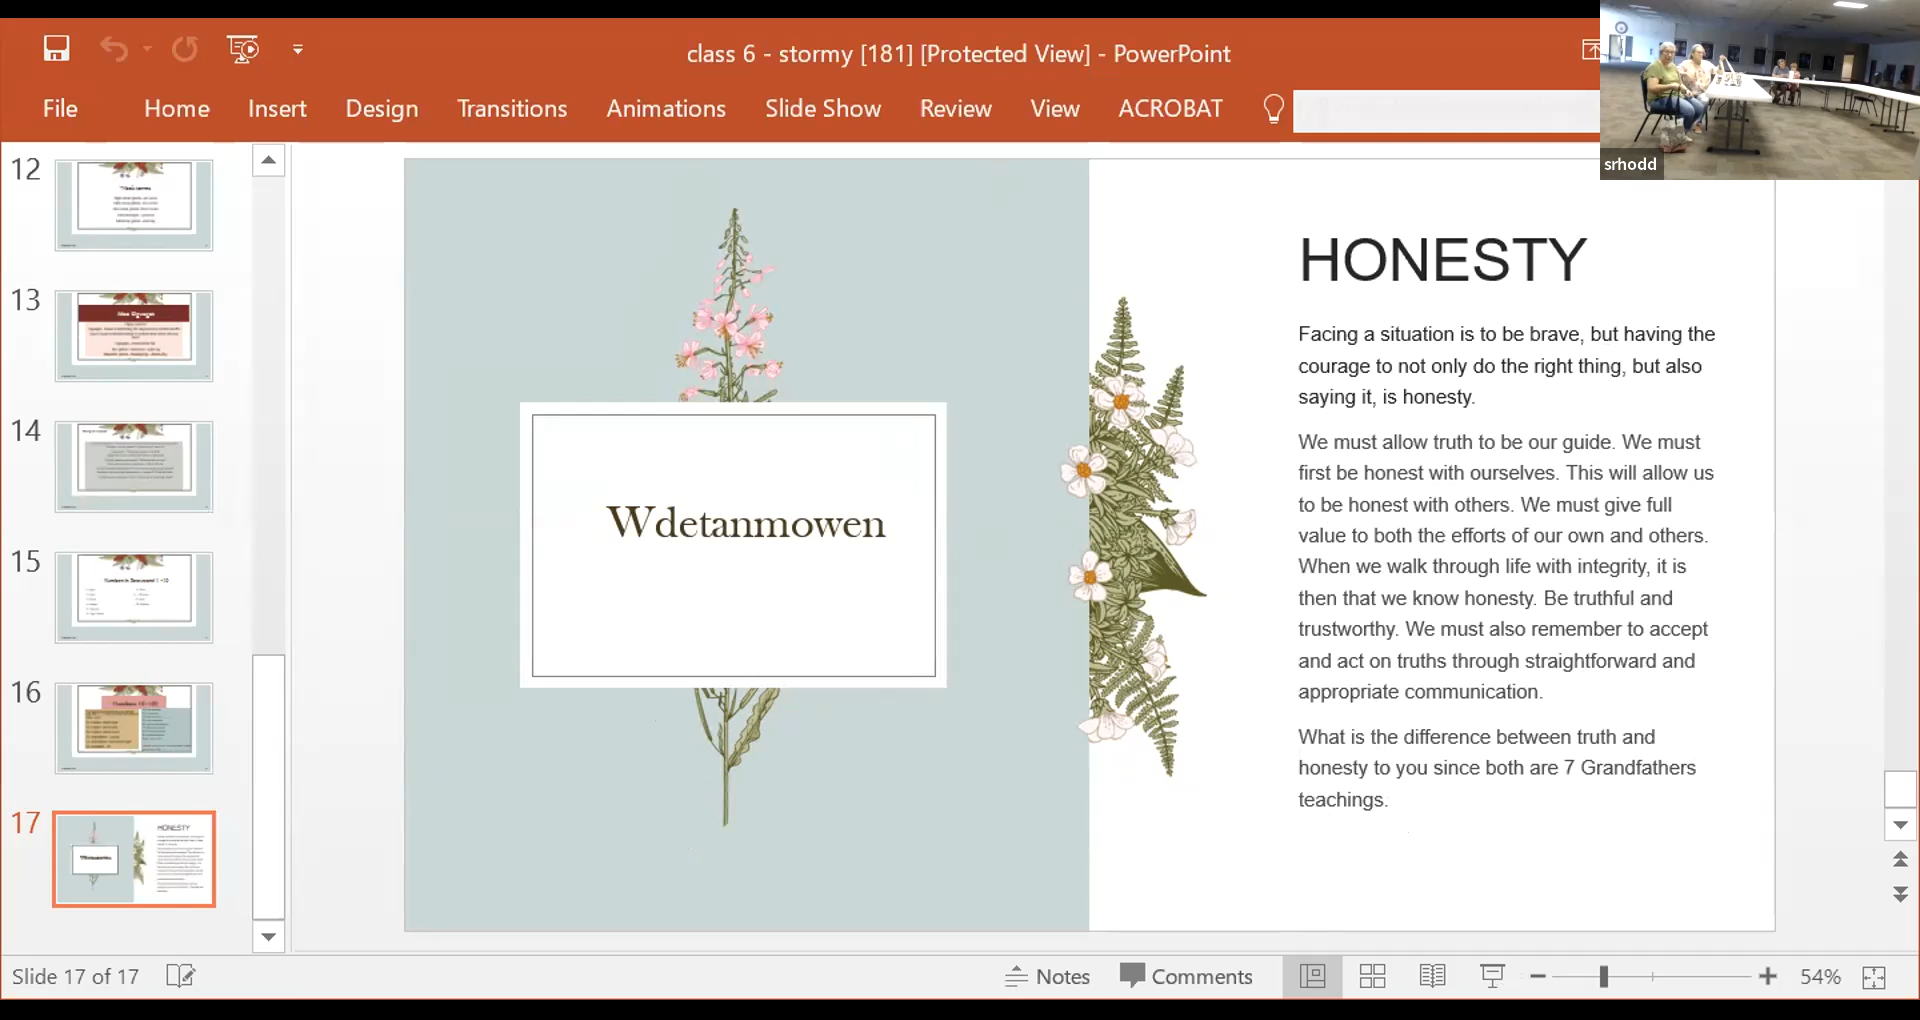 class 6 - stormy [181] [Protected View] - PowerPoint
File Home Insert Design Transitions Animations Slide Show Review View ACROBAT
srhodd
12
13
14
15
16
17
Wdetanmowen
HONESTY
Facing a situation is to be brave, but having the
courage to not only do the right thing, but also
saying it, is honesty.
We must allow truth to be our guide. We must
first be honest with ourselves. This will allow us
to be honest with others. We must give full
value to both the efforts of our own and others.
When we walk through life with integrity, it is
then that we know honesty. Be truthful and
trustworthy. We must also remember to accept
and act on truths through straightforward and
appropriate communication.
What is the difference between truth and
honesty to you since both are 7 Grandfathers
teachings.
Slide 17 of 17
Notes Comments 54%